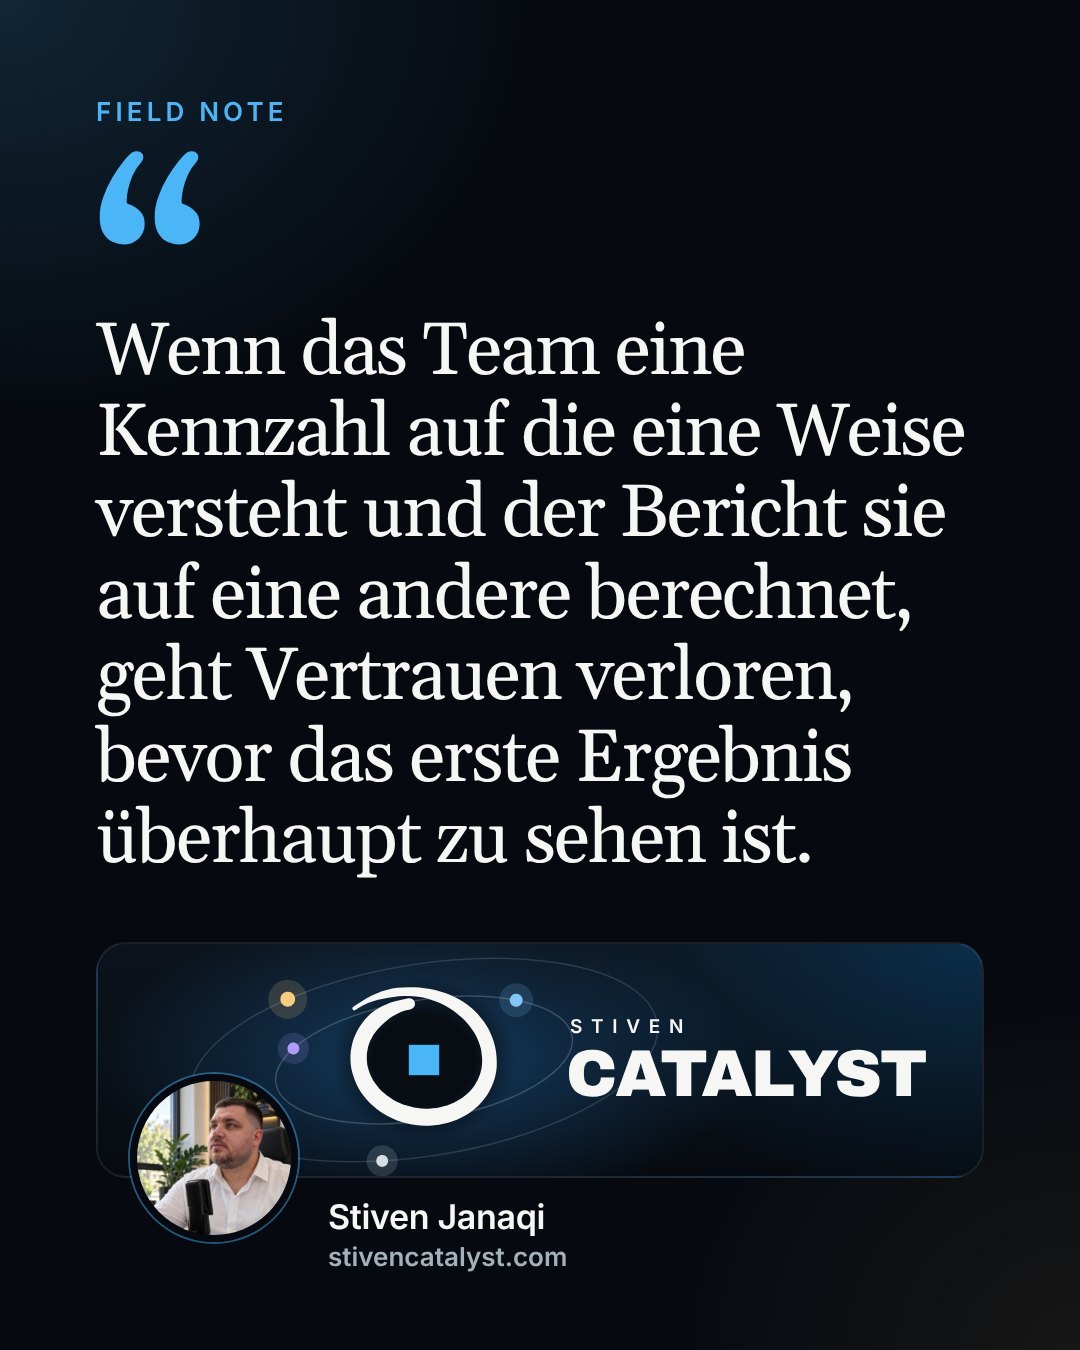 FIELD NOTE
“
Wenn das Team eine
Kennzahl auf die eine Weise
versteht und der Bericht sie
auf eine andere berechnet,
geht Vertrauen verloren,
bevor das erste Ergebnis
überhaupt zu sehen ist.
STIVEN
CATALYST
Stiven Janaqi
stivencatalyst.com